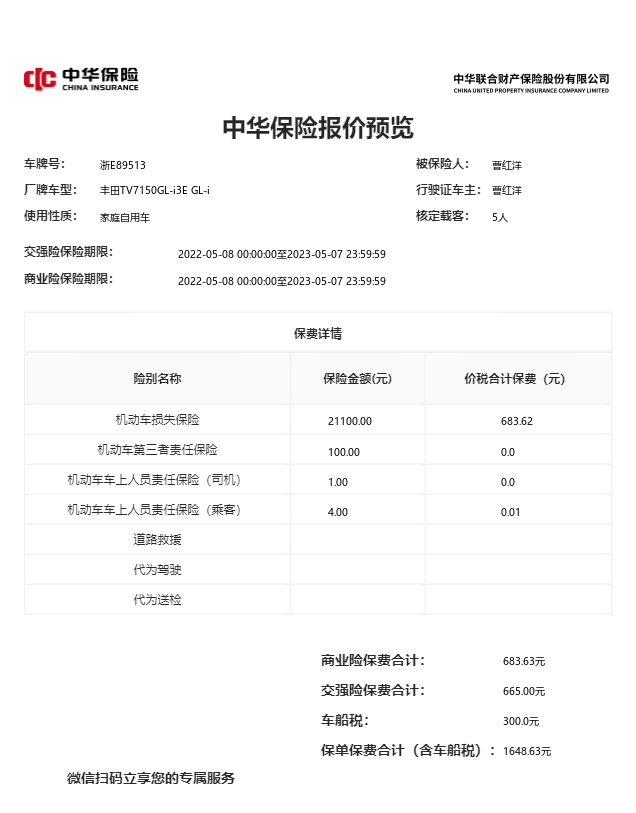 中华保险
CHINA INSURANCE
中华联合财产保险股份有限公司
CHINA UNITED PROPERTY INSURANCE COMPANY LIMITED
中华保险报价预览
车牌号： 浙E89513 被保险人： 曹红洋
厂牌车型： 丰田TV7150GL-i3E GL-i 行驶证车主： 曹红洋
使用性质： 家庭自用车 核定载客： 5人
交强险保险期限： 2022-05-08 00:00:00至2023-05-07 23:59:59
商业险保险期限： 2022-05-08 00:00:00至2023-05-07 23:59:59
保费详情
险别名称 保险金额(元) 价税合计保费（元）
机动车损失保险 21100.00 683.62
机动车第三者责任保险 100.00 0.0
机动车车上人员责任保险（司机） 1.00 0.0
机动车车上人员责任保险（乘客） 4.00 0.01
道路救援
代为驾驶
代为送检
商业险保费合计： 683.63元
交强险保费合计： 665.00元
车船税： 300.0元
保单保费合计（含车船税）： 1648.63元
微信扫码立享您的专属服务